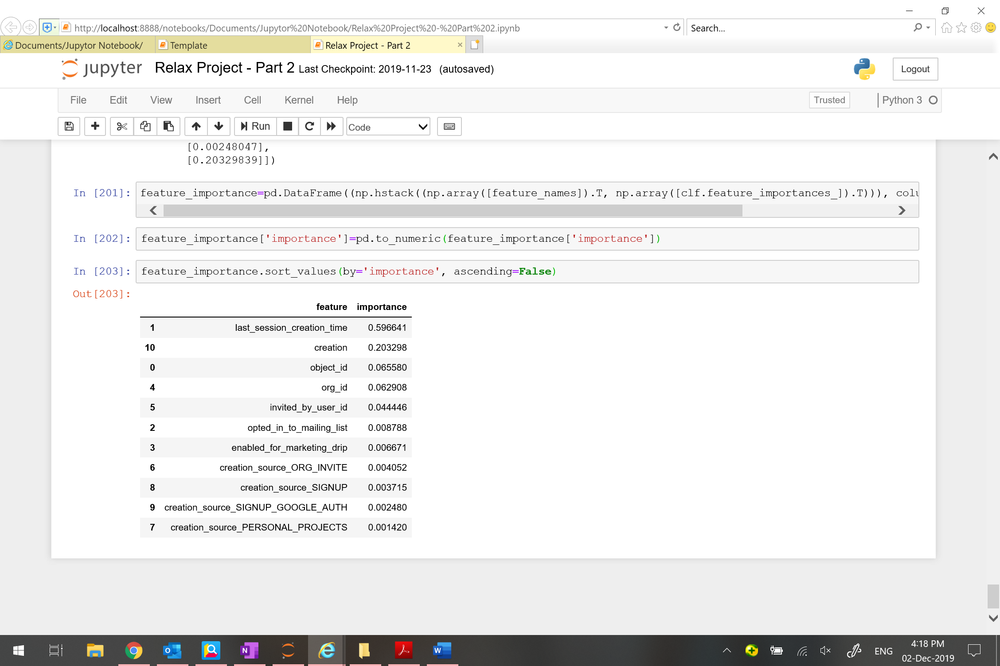 http://localhost:8888/notebooks/Documents/Jupytor%20Notebook/Relax%20Project%20-%20Part%202.ipynb
Search...
Documents/Jupytor Notebook/
Template
Relax Project - Part 2
jupyter Relax Project - Part 2 Last Checkpoint: 2019-11-23 (autosaved)
Logout
File Edit View Insert Cell Kernel Help
Trusted
Python 3
Run
Code
[0.00248047],
[0.20329839]])
In [201]: feature_importance=pd.DataFrame((np.hstack((np.array([feature_names]).T, np.array([clf.feature_importances_]).T))), colu
In [202]: feature_importance['importance']=pd.to_numeric(feature_importance['importance'])
In [203]: feature_importance.sort_values(by='importance', ascending=False)
Out[203]:
feature importance
1 last_session_creation_time 0.596641
10 creation 0.203298
0 object_id 0.065580
4 org_id 0.062908
5 invited_by_user_id 0.044446
2 opted_in_to_mailing_list 0.008788
3 enabled_for_marketing_drip 0.006671
6 creation_source_ORG_INVITE 0.004052
8 creation_source_SIGNUP 0.003715
9 creation_source_SIGNUP_GOOGLE_AUTH 0.002480
7 creation_source_PERSONAL_PROJECTS 0.001420
ENG
4:18 PM
02-Dec-2019